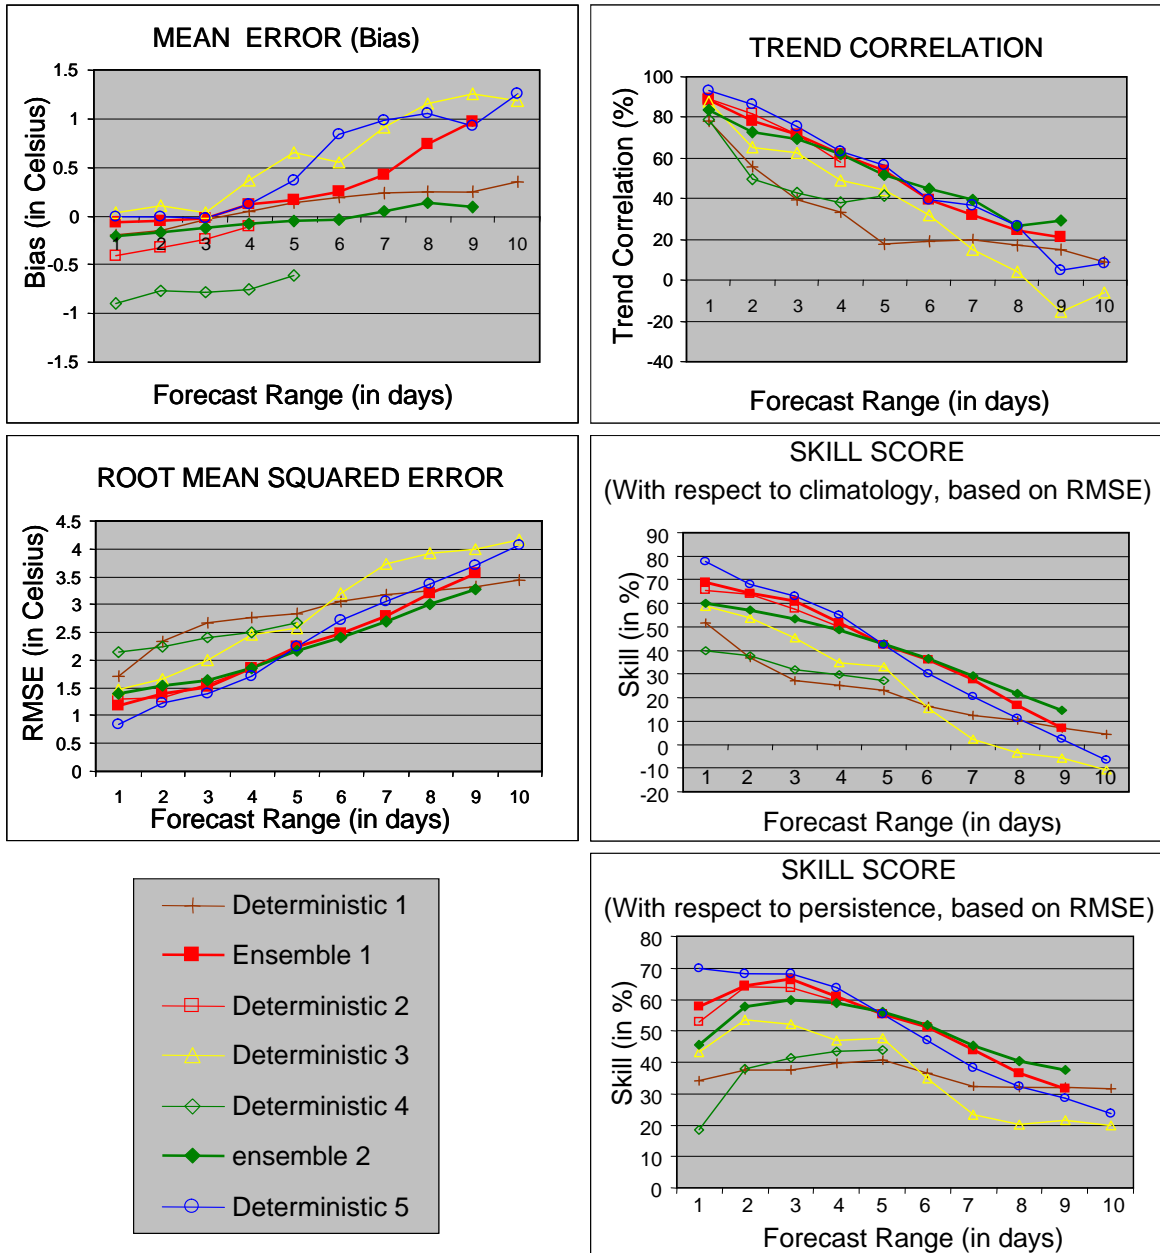 MEAN ERROR (Bias)
1.5
1
0.5
0
-0.5
-1
-1.5
Bias (in Celsius)
1 2 3 4 5 6 7 8 9 10
Forecast Range (in days)
TREND CORRELATION
100
80
60
40
20
0
-20
-40
Trend Correlation (%)
1 2 3 4 5 6 7 8 9 10
Forecast Range (in days)
ROOT MEAN SQUARED ERROR
4.5
4
3.5
3
2.5
2
1.5
1
0.5
0
RMSE (in Celsius)
1 2 3 4 5 6 7 8 9 10
Forecast Range (in days)
SKILL SCORE
(With respect to climatology, based on RMSE)
90
80
70
60
50
40
30
20
10
0
-10
-20
Skill (in %)
1 2 3 4 5 6 7 8 9 10
Forecast Range (in days)
Deterministic 1
Ensemble 1
Deterministic 2
Deterministic 3
Deterministic 4
ensemble 2
Deterministic 5
SKILL SCORE
(With respect to persistence, based on RMSE)
80
70
60
50
40
30
20
10
0
Skill (in %)
1 2 3 4 5 6 7 8 9 10
Forecast Range (in days)